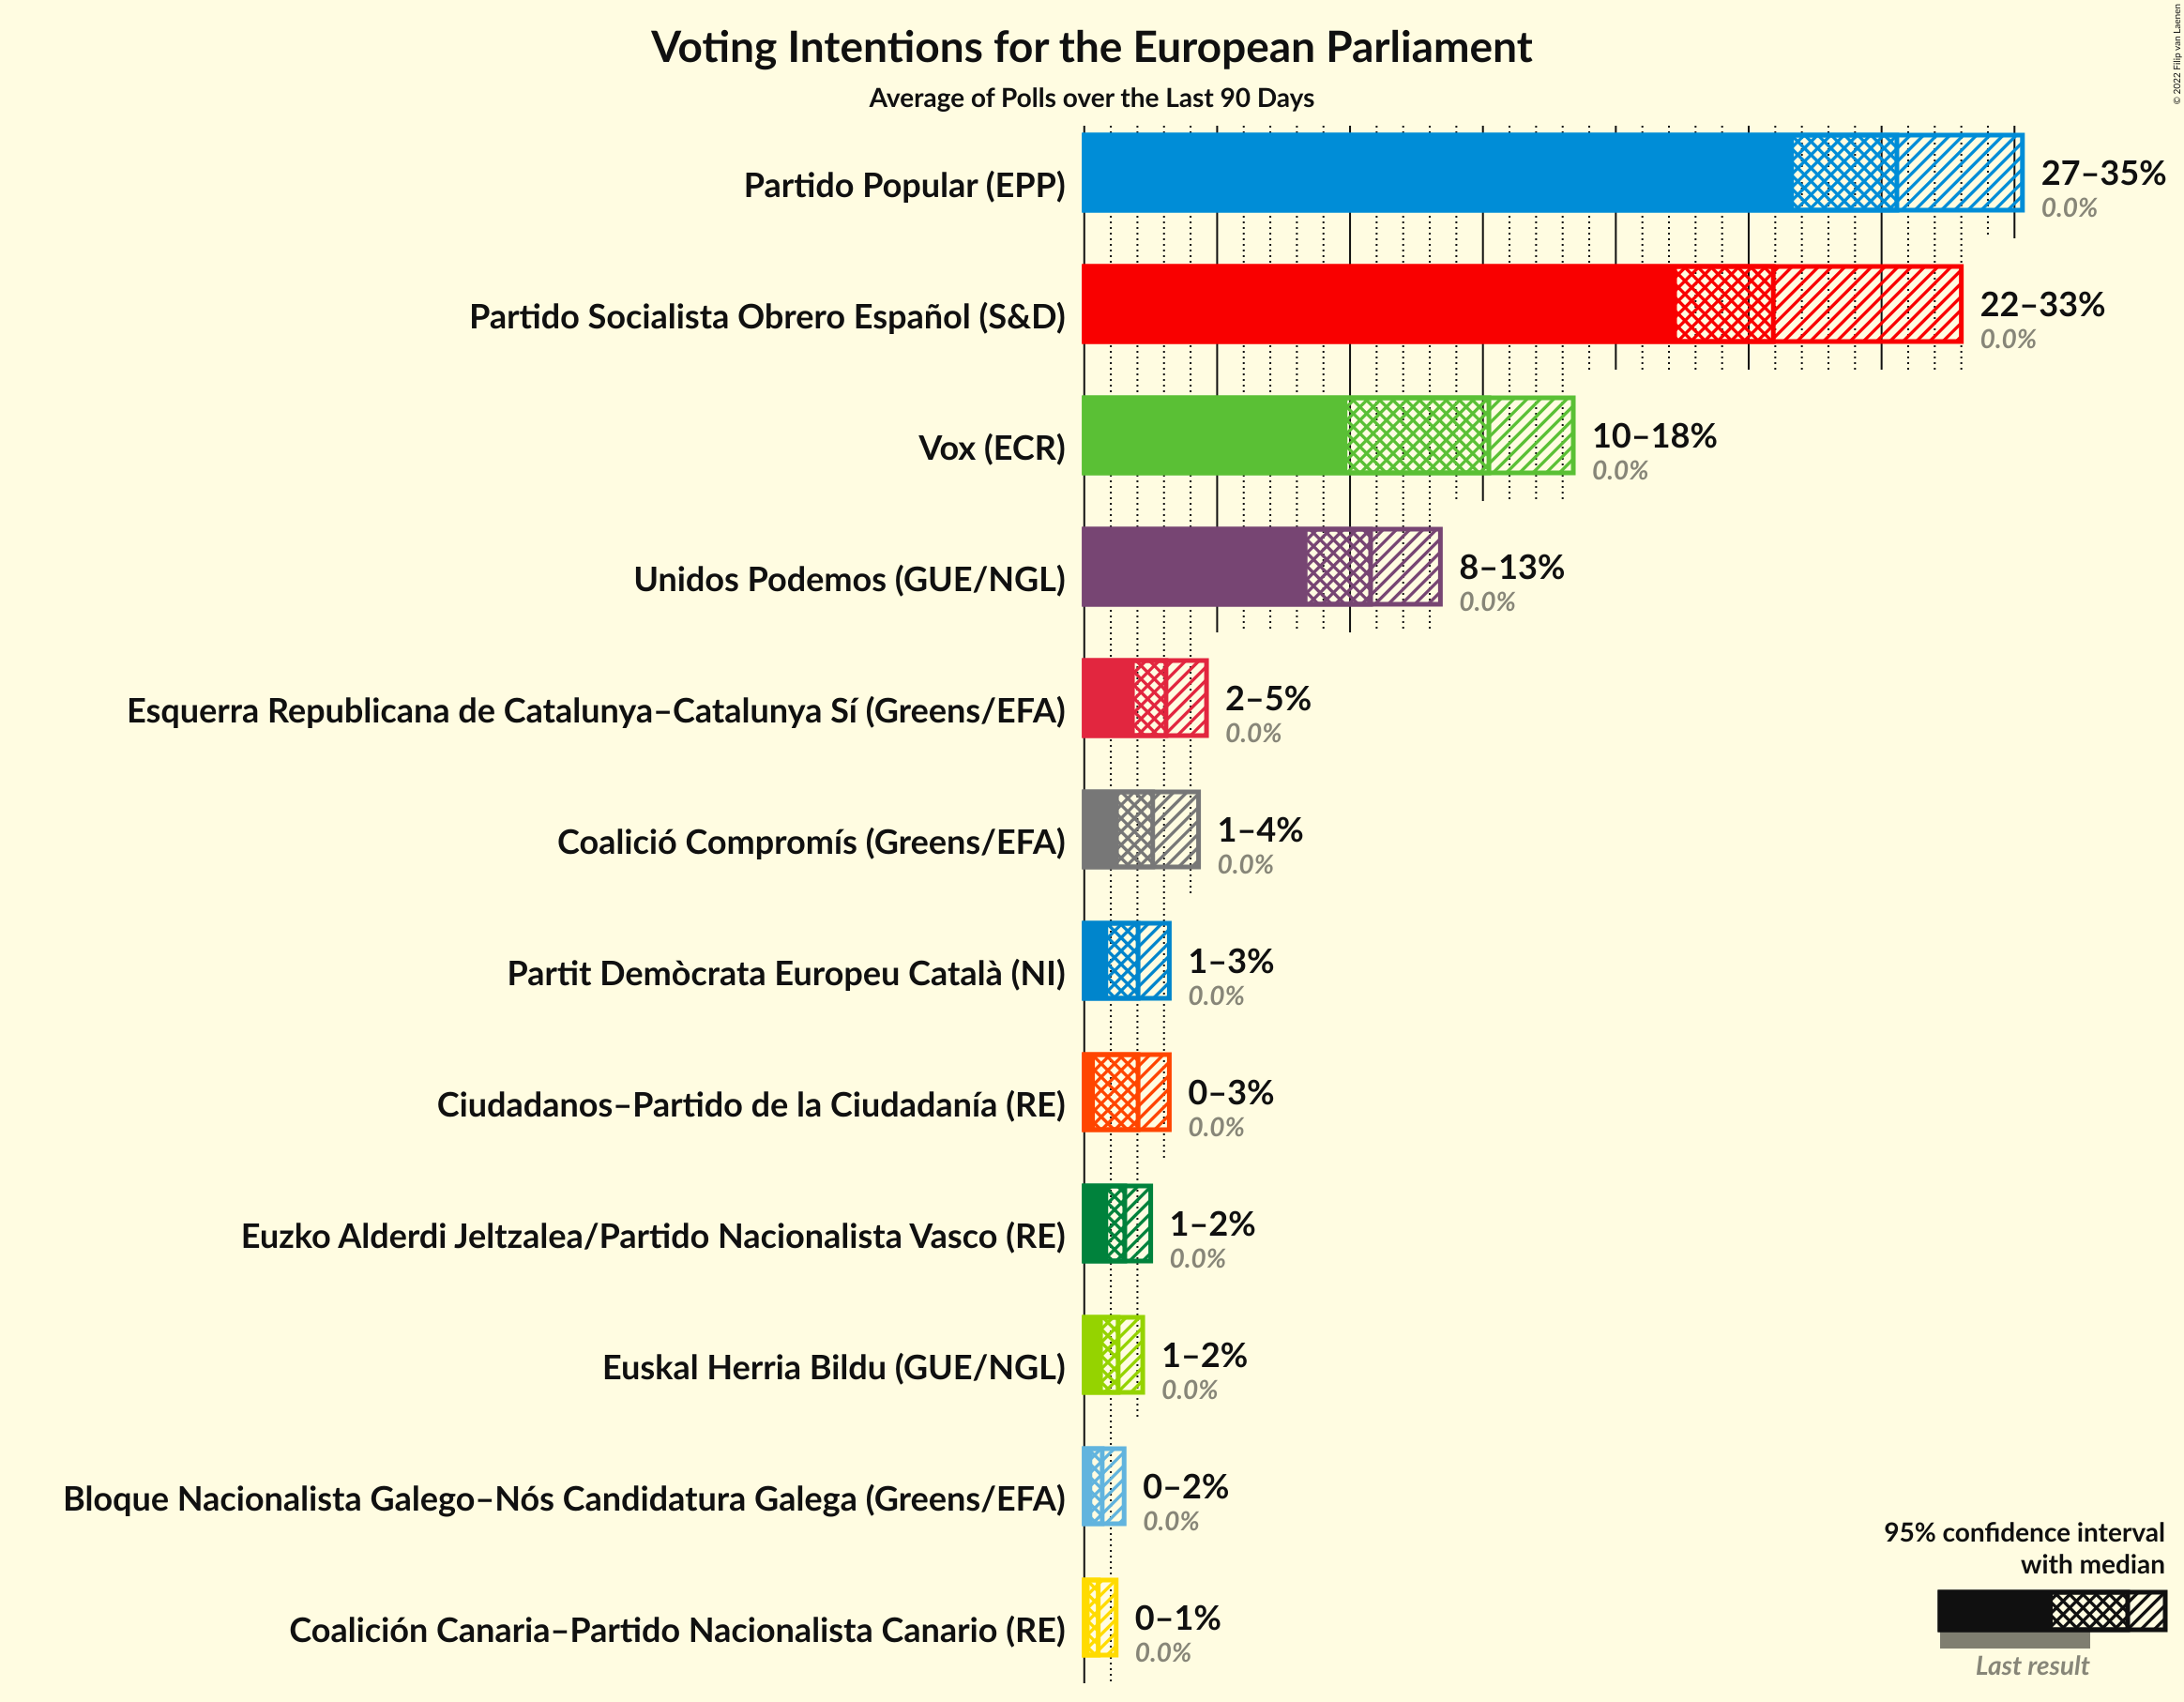 © 2022 Filip van Laenen
Voting Intentions for the European Parliament
Average of Polls over the Last 90 Days
Partido Popular (EPP)
27–35%
0.0%
Partido Socialista Obrero Español (S&D)
22–33%
0.0%
Vox (ECR)
10–18%
0.0%
Unidos Podemos (GUE/NGL)
8–13%
0.0%
Esquerra Republicana de Catalunya–Catalunya Sí (Greens/EFA)
2–5%
0.0%
Coalició Compromís (Greens/EFA)
1–4%
0.0%
Partit Demòcrata Europeu Català (NI)
1–3%
0.0%
Ciudadanos–Partido de la Ciudadanía (RE)
0–3%
0.0%
Euzko Alderdi Jeltzalea/Partido Nacionalista Vasco (RE)
1–2%
0.0%
Euskal Herria Bildu (GUE/NGL)
1–2%
0.0%
Bloque Nacionalista Galego–Nós Candidatura Galega (Greens/EFA)
0–2%
0.0%
Coalición Canaria–Partido Nacionalista Canario (RE)
0–1%
0.0%
95% confidence interval
with median
Last result